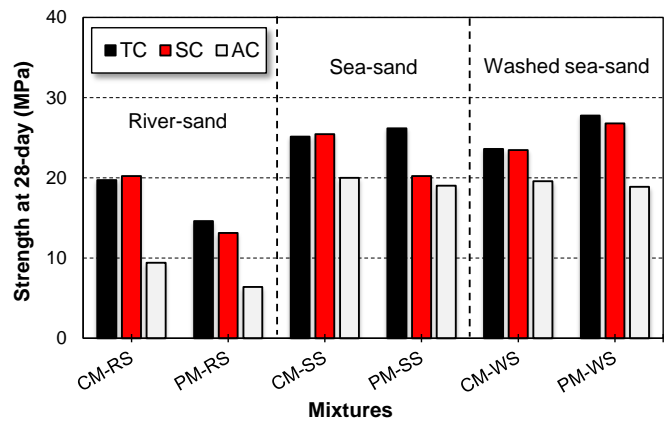 40
30
20
10
0
Strength at 28-day (MPa)
TC SC AC
River-sand
Sea-sand
Washed sea-sand
CM-RS
PM-RS
CM-SS
PM-SS
CM-WS
PM-WS
Mixtures